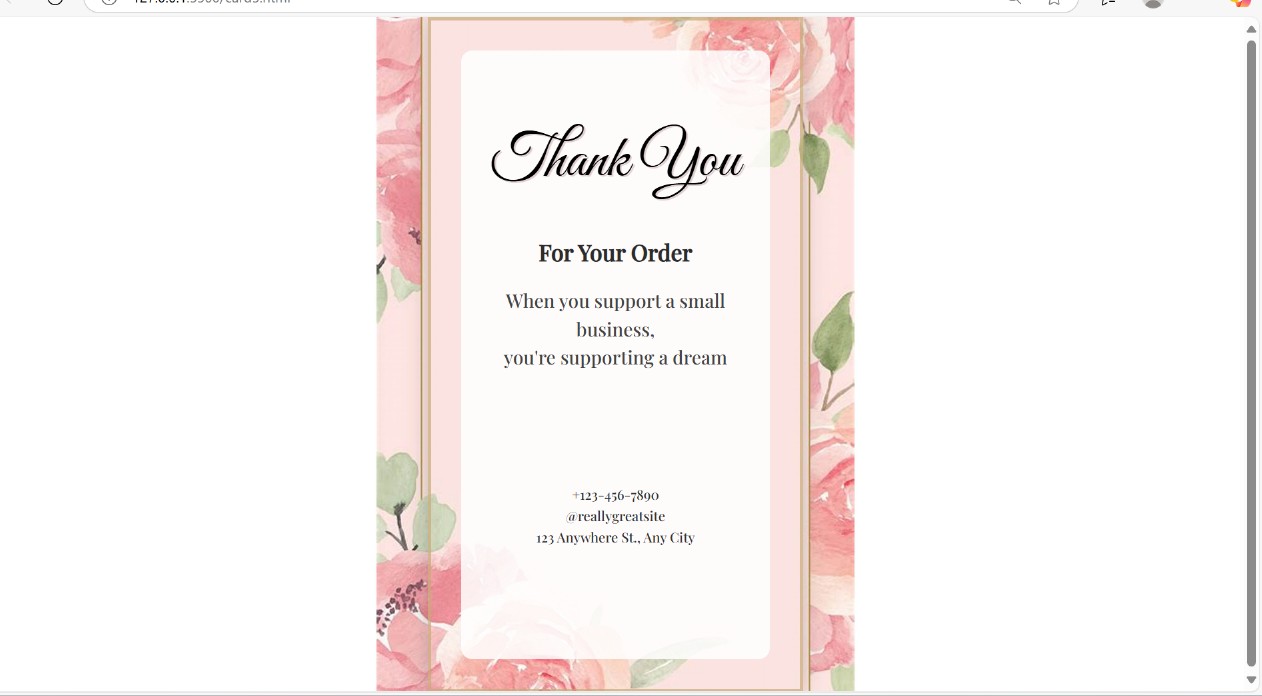 Thank You
For Your Order
When you support a small
business,
you're supporting a dream
+123-456-7890
@reallygreatsite
123 Anywhere St., Any City